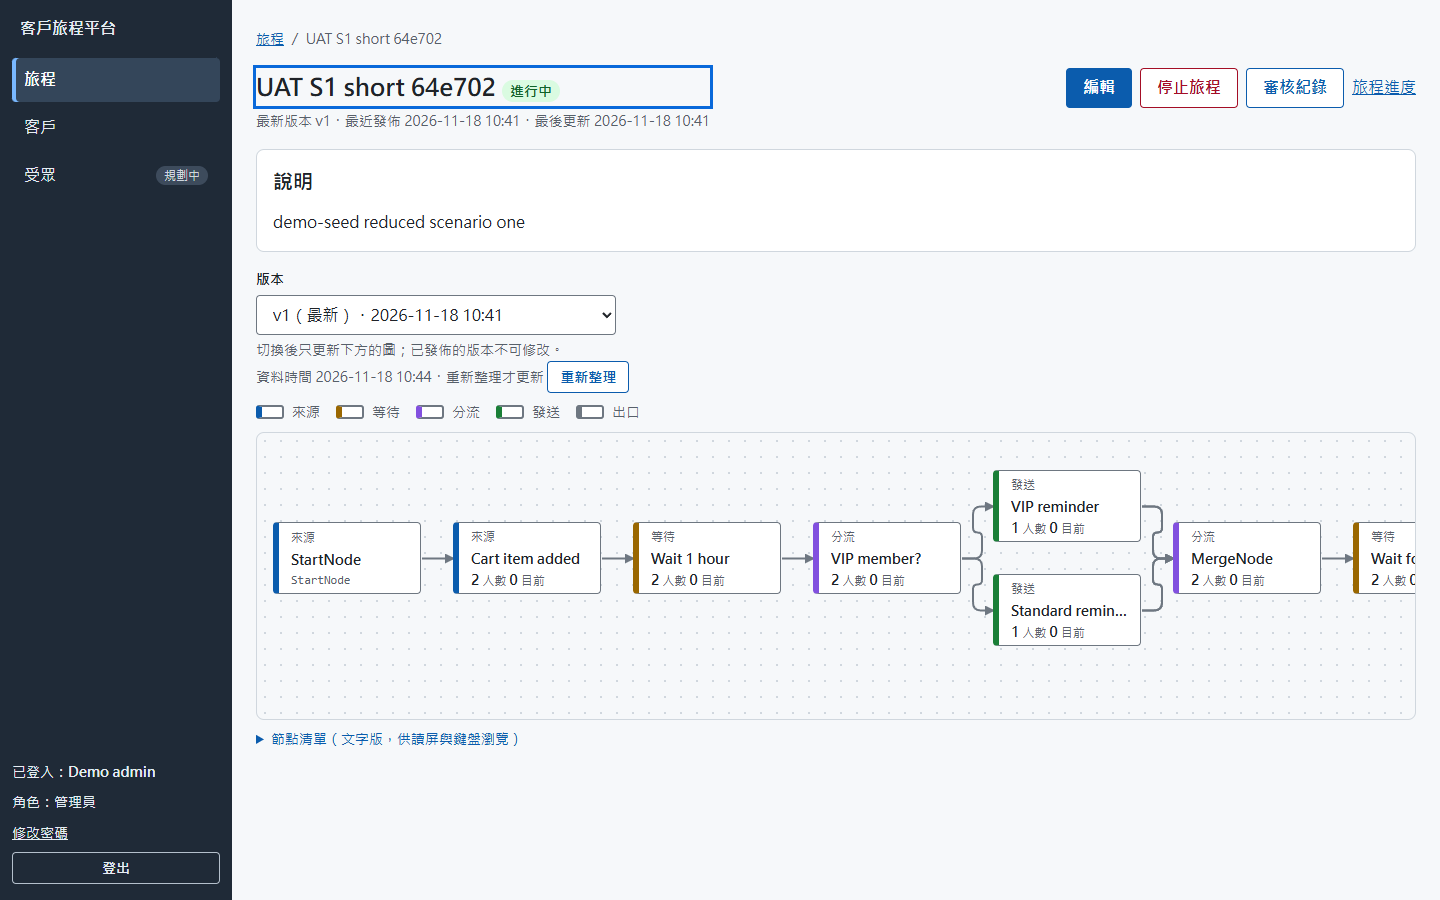 客戶旅程平台
旅程
客戶
受眾 規劃中
已登入：Demo admin
角色：管理員
修改密碼
登出
旅程 / UAT S1 short 64e702
UAT S1 short 64e702 進行中
編輯 停止旅程 審核紀錄 旅程進度
最新版本 v1 · 最近發佈 2026-11-18 10:41 · 最後更新 2026-11-18 10:41
說明
demo-seed reduced scenario one
版本
v1（最新） · 2026-11-18 10:41
切換後只更新下方的圖；已發佈的版本不可修改。
資料時間 2026-11-18 10:44 · 重新整理才更新 重新整理
來源 等待 分流 發送 出口
來源
StartNode
StartNode
來源
Cart item added
2 人數 0 目前
等待
Wait 1 hour
2 人數 0 目前
分流
VIP member?
2 人數 0 目前
發送
VIP reminder
1 人數 0 目前
發送
Standard remin...
1 人數 0 目前
分流
MergeNode
2 人數 0 目前
等待
Wait fo
2 人數 0
節點清單（文字版，供讀屏與鍵盤瀏覽）